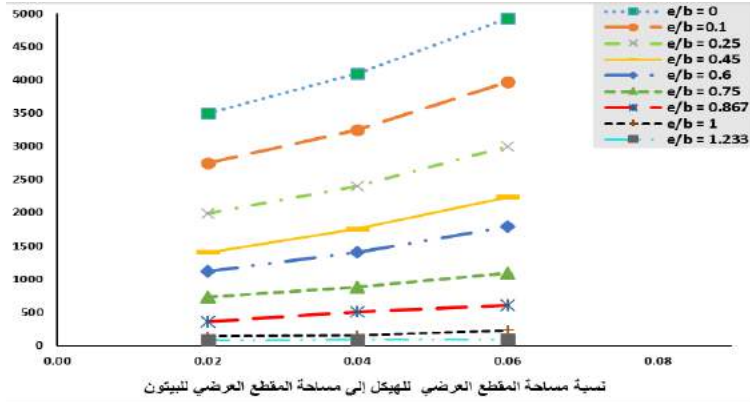 5000
4500
4000
3500
3000
2500
2000
1500
1000
500
0
0.00 0.02 0.04 0.06 0.08
نسبة مساحة المقطع العرضي للهيكل إلى مساحة المقطع العرضي للبيتون
e/b = 0
e/b =0.1
e/b = 0.25
e/b = 0.45
e/b = 0.6
e/b = 0.75
e/b = 0.867
e/b = 1
e/b = 1.233